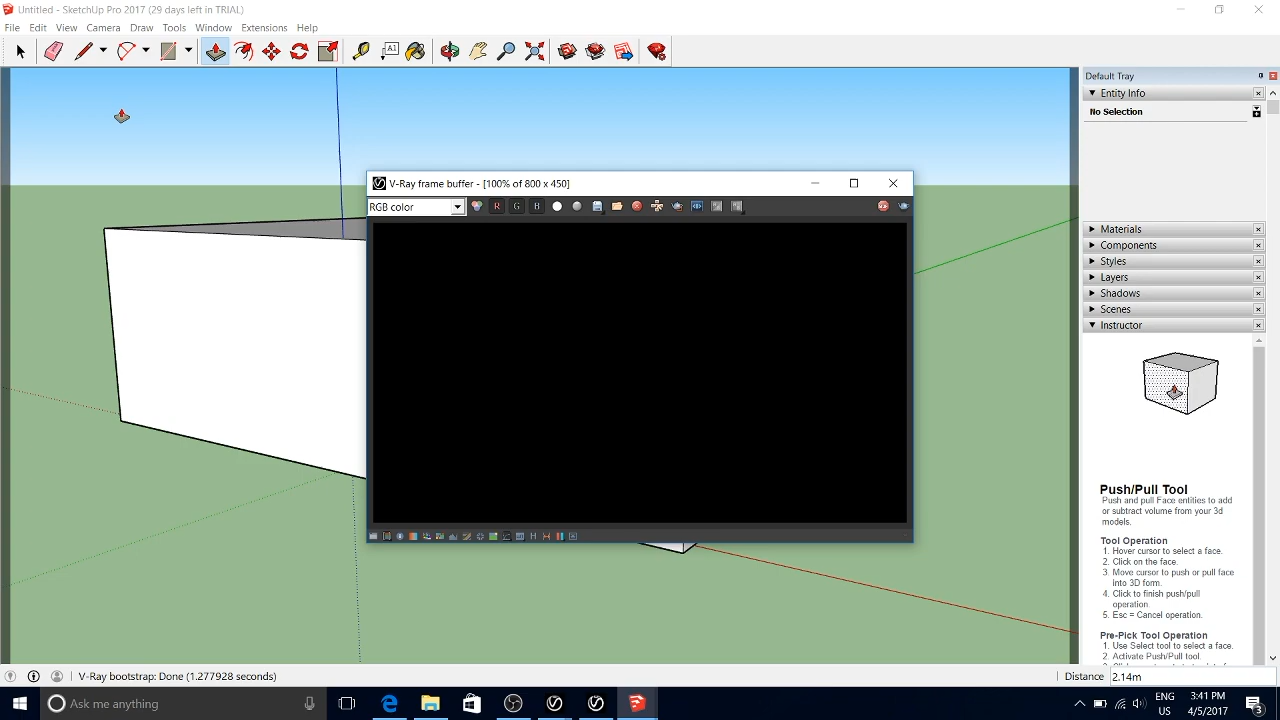 Untitled - SketchUp Pro 2017 (29 days left in TRIAL)
File Edit View Camera Draw Tools Window Extensions Help
A1
Default Tray
Entity Info
No Selection
V-Ray frame buffer - [100% of 800 x 450]
RGB color
R G B
Materials
Components
Styles
Layers
Shadows
Scenes
Instructor
H
Push/Pull Tool
Push and pull Face entities to add
or subtract volume from your 3d
models.
Tool Operation
1. Hover cursor to select a face.
2. Click on the face.
3. Move cursor to push or pull face
into 3D form.
4. Click to finish push/pull
operation.
5. Esc = Cancel operation.
Pre-Pick Tool Operation
1. Use Select tool to select a face.
2. Activate Push/Pull tool.
V-Ray bootstrap: Done (1.277928 seconds)
Distance 2.14m
Ask me anything
ENG
US
3:41 PM
4/5/2017
3